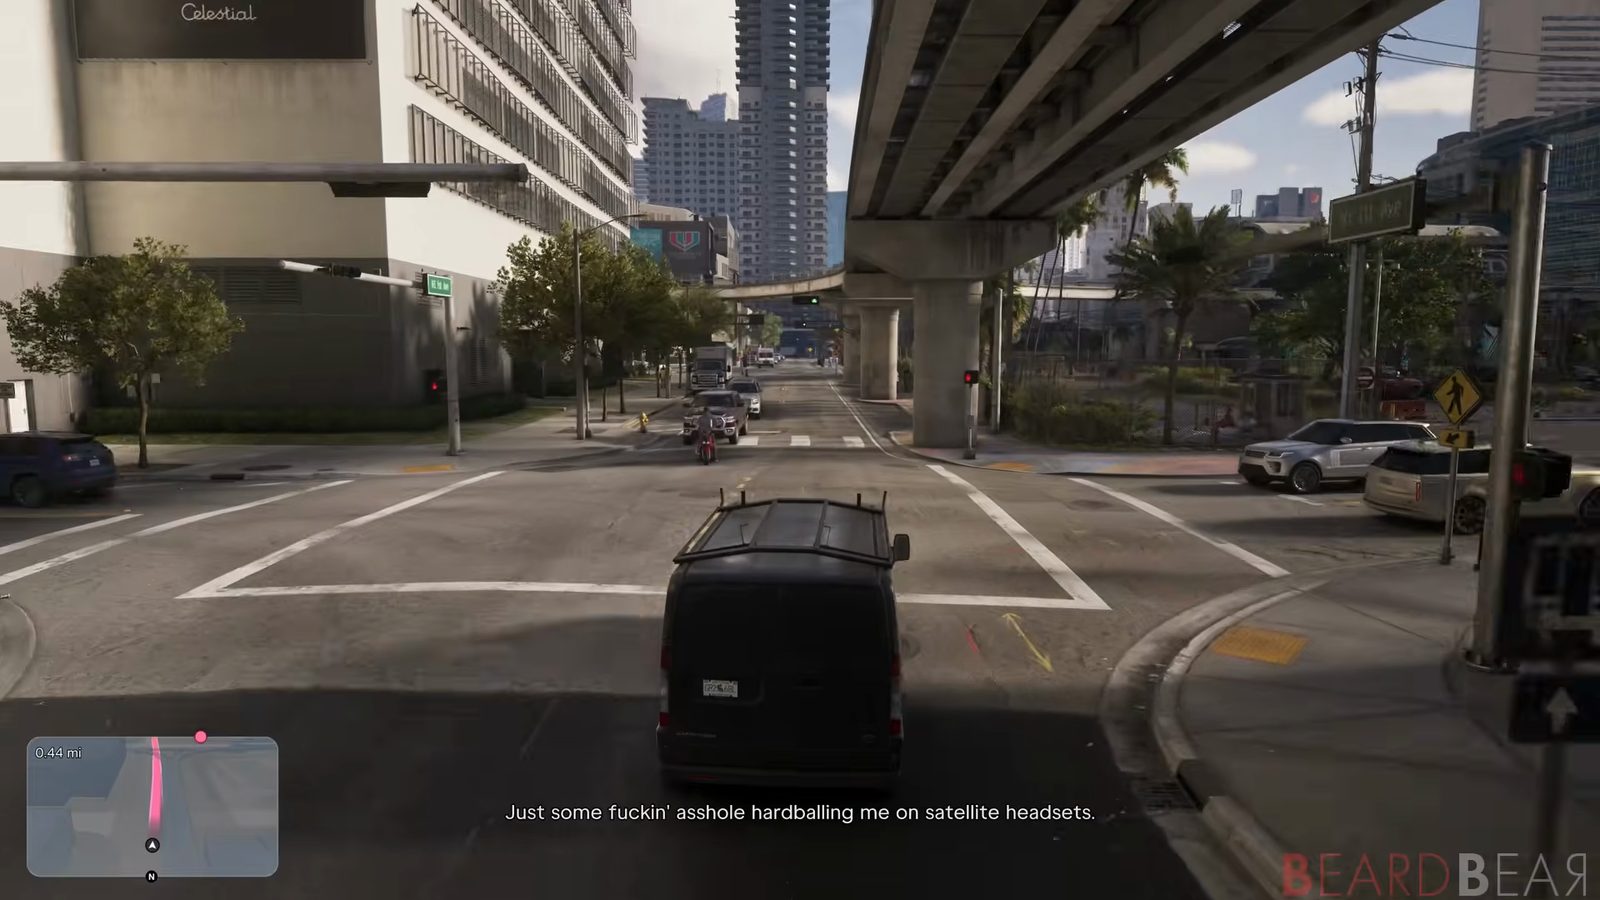 Celestial
0.44 mi
N
Just some fuckin' asshole hardballing me on satellite headsets.
BEARDBEAR